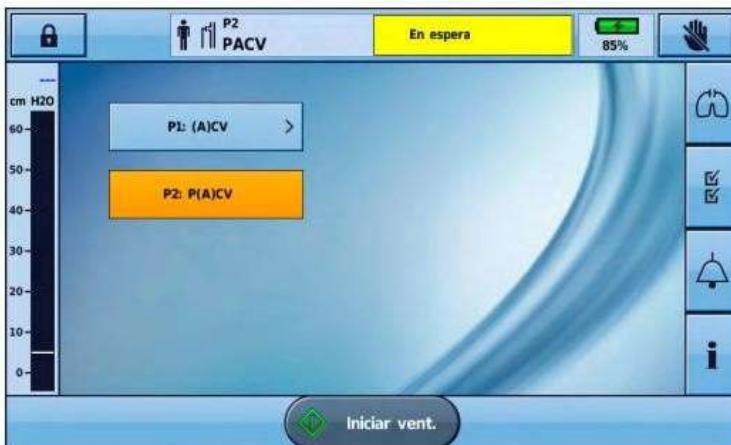 P2
PACV
En espera
85%
---
cm H2O
60
50
40
30
20
10
0
P1: (A)CV >
P2: P(A)CV
Iniciar vent.